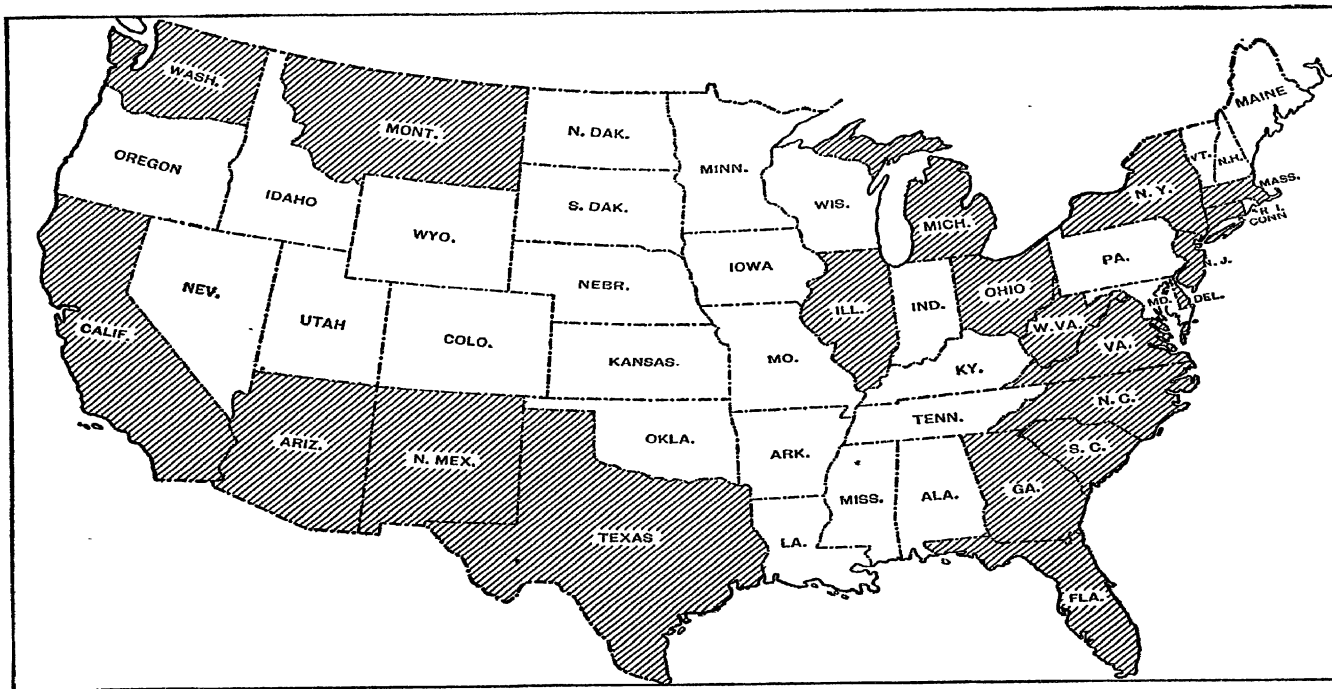 WASH.
MONT.
N. DAK.
MINN.
MAINE
VT.
N.H.
OREGON
IDAHO
S. DAK.
WIS.
MICH.
N. Y.
MASS.
R. I.
CONN
WYO.
IOWA
PA.
N. J.
NEV.
UTAH
NEBR.
ILL.
IND.
OHIO
MD.
DEL.
CALIF.
COLO.
KANSAS.
MO.
KY.
W. VA.
VA.
ARIZ.
N. MEX.
OKLA.
ARK.
TENN.
N. C.
S. C.
TEXAS
LA.
MISS.
ALA.
GA.
FLA.